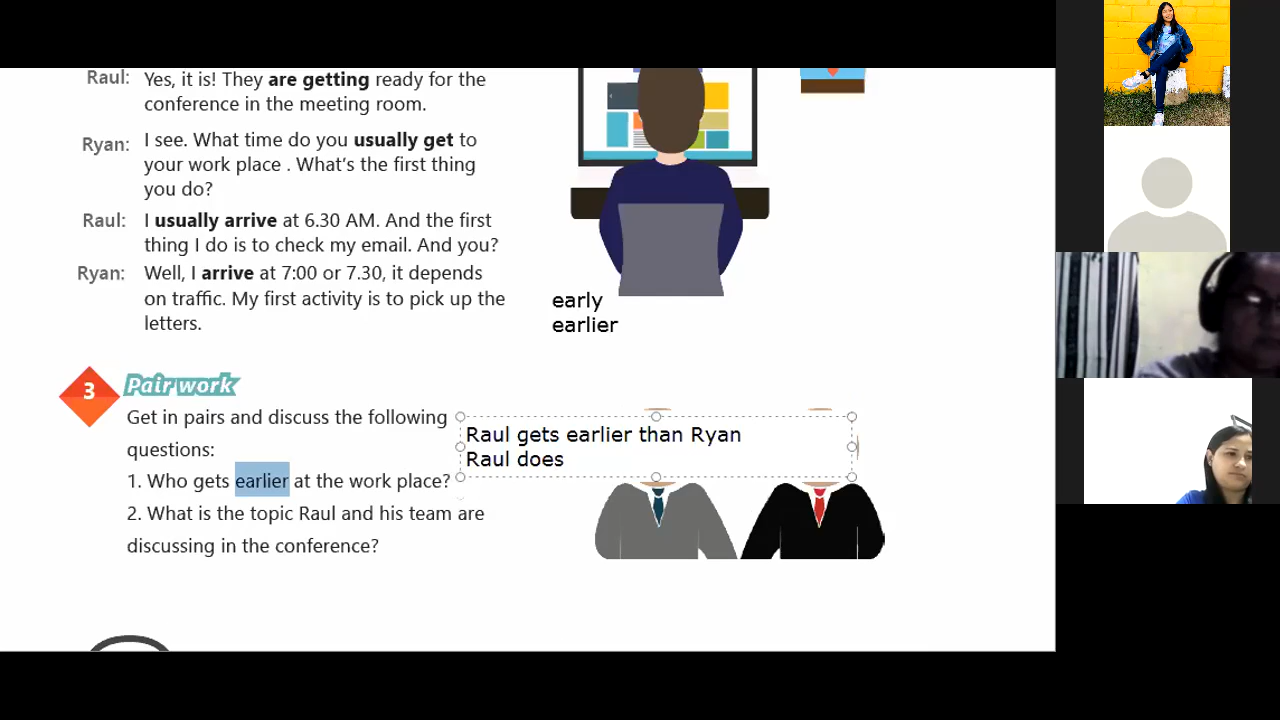 Raul: Yes, it is! They are getting ready for the
conference in the meeting room.
Ryan: I see. What time do you usually get to
your work place . What's the first thing
you do?
Raul: I usually arrive at 6.30 AM. And the first
thing I do is to check my email. And you?
Ryan: Well, I arrive at 7:00 or 7.30, it depends
on traffic. My first activity is to pick up the
letters.
early
earlier
3 Pair work
Get in pairs and discuss the following
questions:
1. Who gets earlier at the work place?
2. What is the topic Raul and his team are
discussing in the conference?
Raul gets earlier than Ryan
Raul does